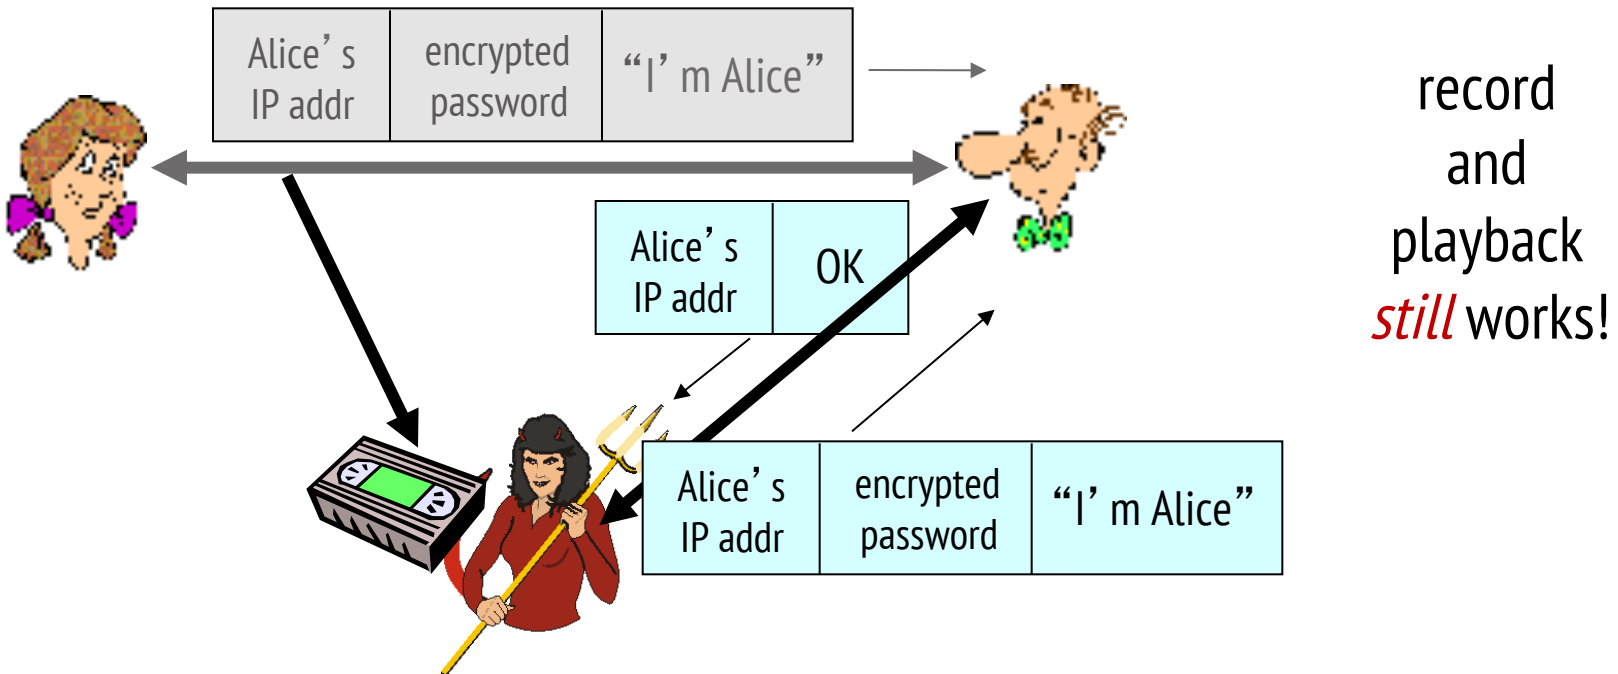 Alice’ s
IP addr
encrypted
password
“I’ m Alice”
Alice’ s
IP addr
OK
Alice’ s
IP addr
encrypted
password
“I’ m Alice”
record
and
playback
still works!